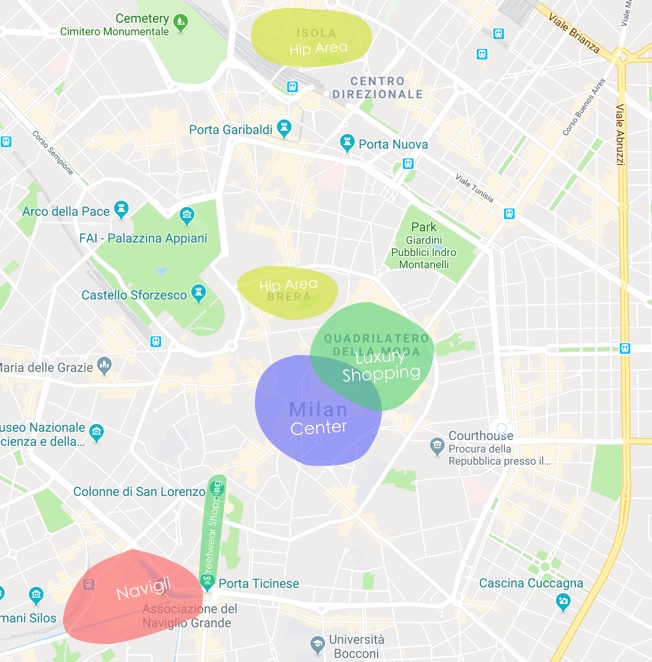 Cemetery
Cimitero Monumentale
ISOLA
Hip Area
Viale Brianza
CENTRO
DIREZIONALE
Corso Buenos Aires
Viale Abruzzi
Porta Garibaldi
Porta Nuova
Corso Sempione
Viale Tunisia
Arco della Pace
FAI - Palazzina Appiani
Park
Giardini
Pubblici Indro
Montanelli
Castello Sforzesco
Hip Area
BRERA
QUADRILATERO
DELLA MODA
Luxury
Shopping
Maria delle Grazie
Milan
Center
useo Nazionale
cienza e della...
Courthouse
Procura della
Repubblica presso il...
Colonne di San Lorenzo
Streetwear Shopping
Navigli
Porta Ticinese
Associazione del
Naviglio Grande
Cascina Cuccagna
mani Silos
Università
Bocconi